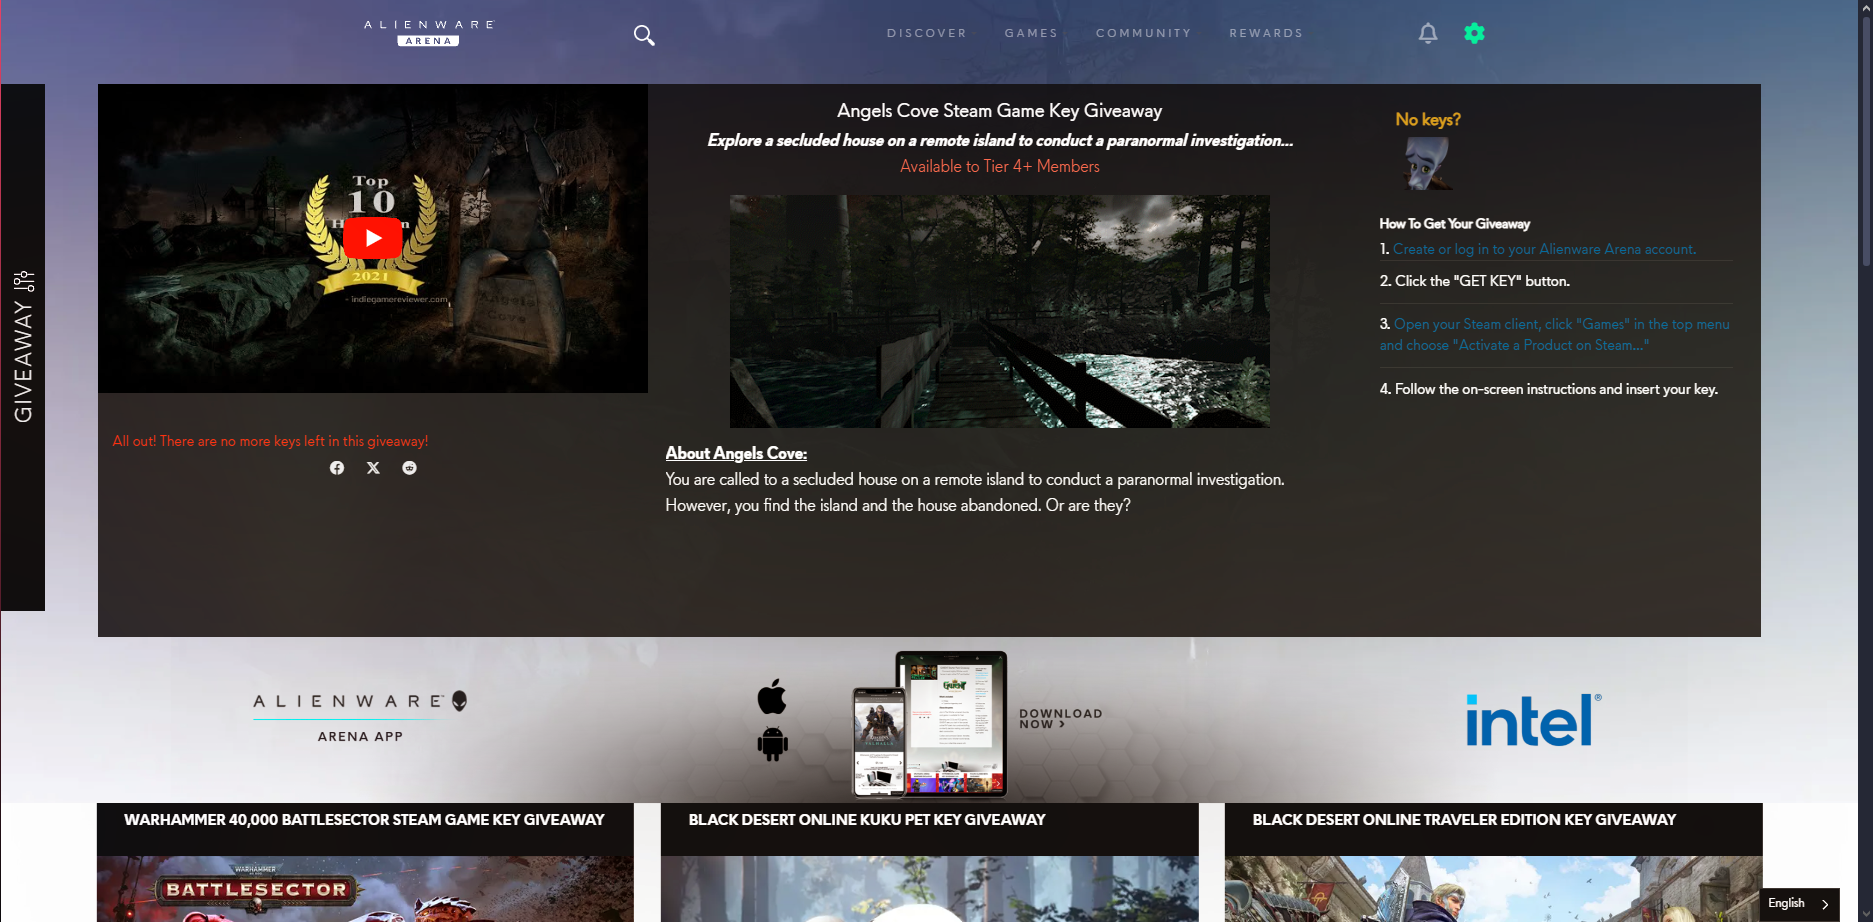 ALIENWARE
ARENA
DISCOVER
GAMES
COMMUNITY
REWARDS
GIVEAWAY
Top
10
2021
- indiegamereviewer.com
Angels
Cove
All out! There are no more keys left in this giveaway!
Angels Cove Steam Game Key Giveaway
Explore a secluded house on a remote island to conduct a paranormal investigation...
Available to Tier 4+ Members
About Angels Cove:
You are called to a secluded house on a remote island to conduct a paranormal investigation.
However, you find the island and the house abandoned. Or are they?
No keys?
How To Get Your Giveaway
1. Create or log in to your Alienware Arena account.
2. Click the "GET KEY" button.
3. Open your Steam client, click "Games" in the top menu
and choose "Activate a Product on Steam..."
4. Follow the on-screen instructions and insert your key.
ALIENWARE
ARENA APP
DOWNLOAD
NOW >
intel®
WARHAMMER 40,000 BATTLESECTOR STEAM GAME KEY GIVEAWAY
BLACK DESERT ONLINE KUKU PET KEY GIVEAWAY
BLACK DESERT ONLINE TRAVELER EDITION KEY GIVEAWAY
WARHAMMER
BATTLESECTOR
English